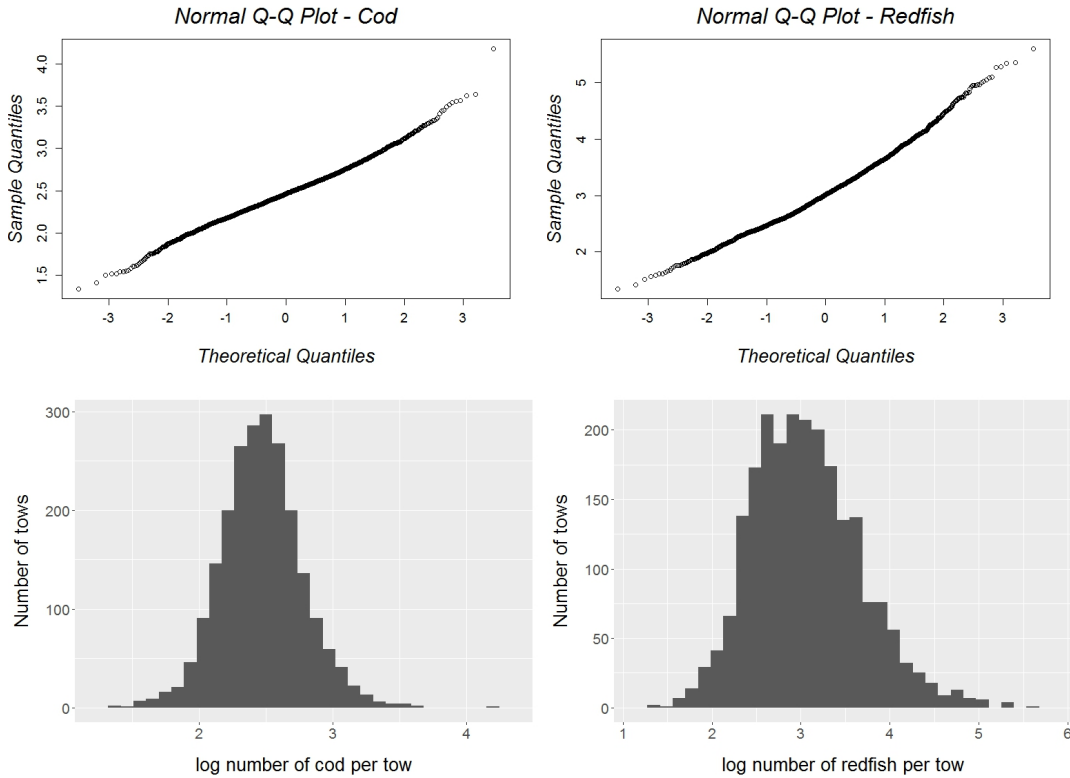 Normal Q-Q Plot - Cod
Sample Quantiles
4.0
3.5
3.0
2.5
2.0
1.5
-3 -2 -1 0 1 2 3
Theoretical Quantiles
Normal Q-Q Plot - Redfish
Sample Quantiles
5
4
3
2
-3 -2 -1 0 1 2 3
Theoretical Quantiles
Number of tows
300
200
100
0
2 3 4
log number of cod per tow
Number of tows
200
150
100
50
0
1 2 3 4 5 6
log number of redfish per tow